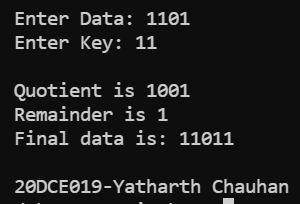 Enter Data: 1101
Enter Key: 11
Quotient is 1001
Remainder is 1
Final data is: 11011
20DCE019-Yatharth Chauhan